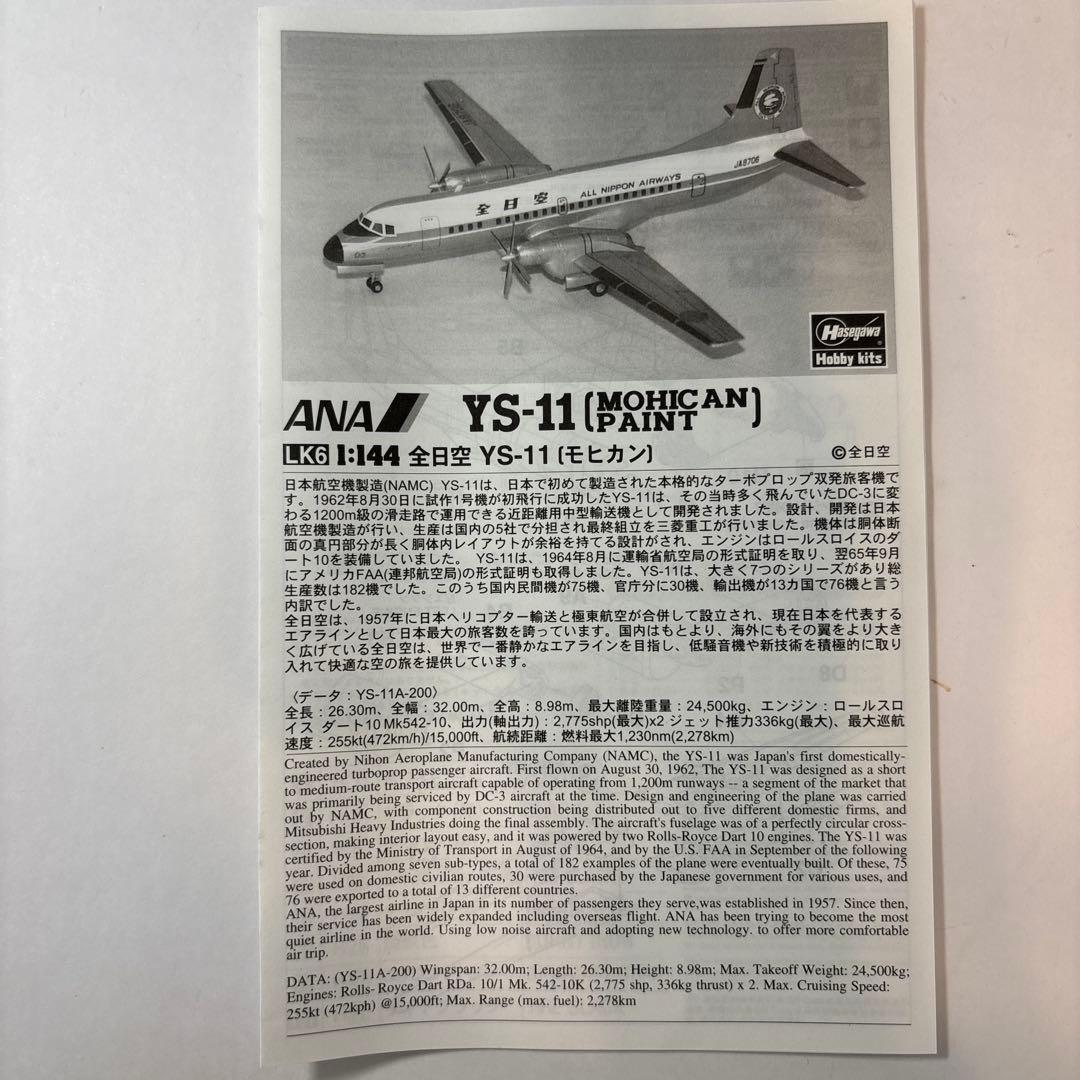 JA8706
全日空 ALL NIPPON AIRWAYS
Hasegawa
Hobby kits
ANA YS-11 (MOHICAN PAINT)
LK6 1:144 全日空 YS-11 (モヒカン) ©全日空
日本航空機製造(NAMC) YS-11は、日本で初めて製造された本格的なターボプロップ双発旅客機で
す。1962年8月30日に試作1号機が初飛行に成功したYS-11は、その当時多く飛んでいたDC-3に変
わる1200m級の滑走路で運用できる近距離用中型輸送機として開発されました。設計、開発は日本
航空機製造が行い、生産は国内の5社で分担され最終組立を三菱重工が行いました。機体は胴体断
面の真円部分が長く胴体内レイアウトが余裕を持てる設計がされ、エンジンはロールスロイスのダ
ート10を装備していました。 YS-11は、1964年8月に運輸省航空局の形式証明を取り、翌65年9月
にアメリカFAA(連邦航空局)の形式証明も取得しました。YS-11は、大きく7つのシリーズがあり総
生産数は182機でした。このうち国内民間機が75機、官庁分に30機、輸出機が13カ国で76機と言う
内訳でした。
全日空は、1957年に日本ヘリコプター輸送と極東航空が合併して設立され、現在日本を代表する
エアラインとして日本最大の旅客数を誇っています。国内はもとより、海外にもその翼をより大き
く広げている全日空は、世界で一番静かなエアラインを目指し、低騒音機や新技術を積極的に取り
入れて快適な空の旅を提供しています。
〈データ：YS-11A-200〉
全長：26.30m、全幅：32.00m、全高：8.98m、最大離陸重量：24,500kg、エンジン：ロールスロ
イス ダート10 Mk542-10、出力(軸出力)：2,775shp(最大)x2 ジェット推力336kg(最大)、最大巡航
速度：255kt(472km/h)/15,000ft、航続距離：燃料最大1,230nm(2,278km)
Created by Nihon Aeroplane Manufacturing Company (NAMC), the YS-11 was Japan's first domestically-
engineered turboprop passenger aircraft. First flown on August 30, 1962, The YS-11 was designed as a short
to medium-route transport aircraft capable of operating from 1,200m runways -- a segment of the market that
was primarily being serviced by DC-3 aircraft at the time. Design and engineering of the plane was carried
out by NAMC, with component construction being distributed out to five different domestic firms, and
Mitsubishi Heavy Industries doing the final assembly. The aircraft's fuselage was of a perfectly circular cross-
section, making interior layout easy, and it was powered by two Rolls-Royce Dart 10 engines. The YS-11 was
certified by the Ministry of Transport in August of 1964, and by the U.S. FAA in September of the following
year. Divided among seven sub-types, a total of 182 examples of the plane were eventually built. Of these, 75
were used on domestic civilian routes, 30 were purchased by the Japanese government for various uses, and
76 were exported to a total of 13 different countries.
ANA, the largest airline in Japan in its number of passengers they serve,was established in 1957. Since then,
their service has been widely expanded including overseas flight. ANA has been trying to become the most
quiet airline in the world. Using low noise aircraft and adopting new technology. to offer more comfortable
air trip.
DATA: (YS-11A-200) Wingspan: 32.00m; Length: 26.30m; Height: 8.98m; Max. Takeoff Weight: 24,500kg;
Engines: Rolls- Royce Dart RDa. 10/1 Mk. 542-10K (2,775 shp, 336kg thrust) x 2. Max. Cruising Speed:
255kt (472kph) @15,000ft; Max. Range (max. fuel): 2,278km